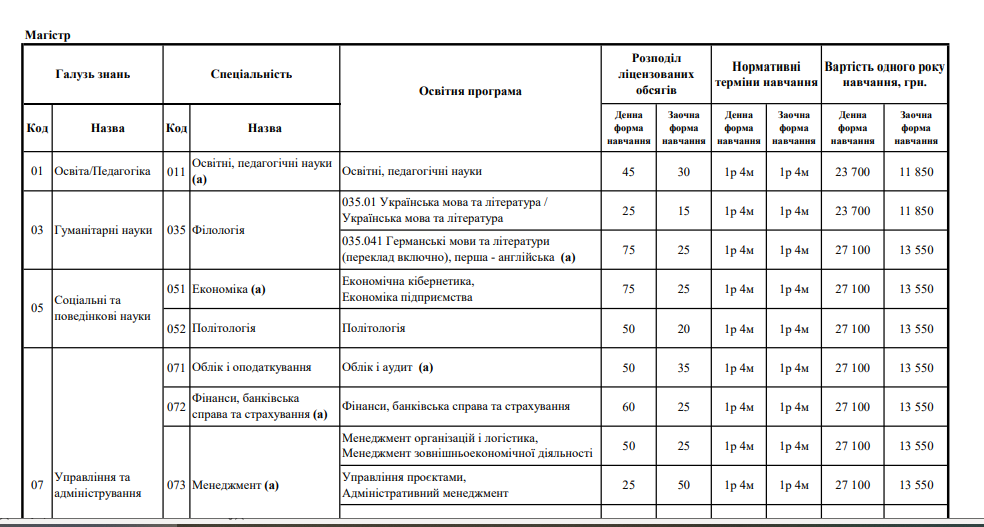 Магістр
Галузь знань
Спеціальність
Освітня програма
Розподіл
ліцензованих
обсягів
Нормативні
терміни навчання
Вартість одного року
навчання, грн.
Код
Назва
Код
Назва
Денна
форма
навчання
Заочна
форма
навчання
Денна
форма
навчання
Заочна
форма
навчання
Денна
форма
навчання
Заочна
форма
навчання
01 Освіта/Педагогіка 011 Освітні, педагогічні науки
(а)
Освітні, педагогічні науки 45 30 1р 4м 1р 4м 23 700 11 850
03 Гуманітарні науки 035 Філологія
035.01 Українська мова та література /
Українська мова та література
25 15 1р 4м 1р 4м 23 700 11 850
035.041 Германські мови та літератури
(переклад включно), перша - англійська (а)
75 25 1р 4м 1р 4м 27 100 13 550
05 Соціальні та
поведінкові науки
051 Економіка (а)
Економічна кібернетика,
Економіка підприємства
75 25 1р 4м 1р 4м 27 100 13 550
052 Політологія Політологія 50 20 1р 4м 1р 4м 27 100 13 550
07 Управління та
адміністрування
071 Облік і оподаткування Облік і аудит (а) 50 35 1р 4м 1р 4м 27 100 13 550
072 Фінанси, банківська
справа та страхування (а)
Фінанси, банківська справа та страхування 60 25 1р 4м 1р 4м 27 100 13 550
073 Менеджмент (а)
Менеджмент організацій і логістика,
Менеджмент зовнішньоекономічної діяльності
50 25 1р 4м 1р 4м 27 100 13 550
Управління проєктами,
Адміністративний менеджмент
25 50 1р 4м 1р 4м 27 100 13 550